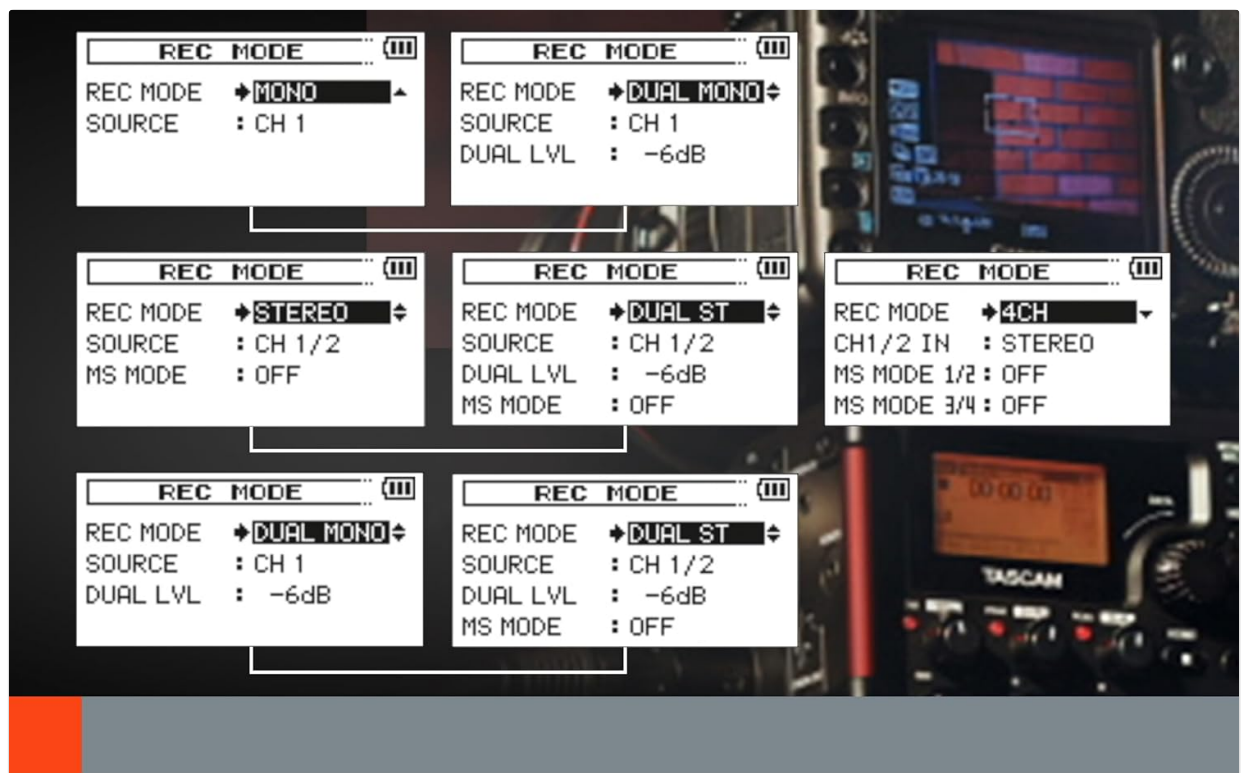 REC MODE
REC MODE MONO
SOURCE : CH 1
REC MODE
REC MODE DUAL MONO
SOURCE : CH 1
DUAL LVL : -6dB
REC MODE
REC MODE STEREO
SOURCE : CH 1/2
MS MODE : OFF
REC MODE
REC MODE DUAL ST
SOURCE : CH 1/2
DUAL LVL : -6dB
MS MODE : OFF
REC MODE
REC MODE 4CH
CH1/2 IN : STEREO
MS MODE 1/2 : OFF
MS MODE 3/4 : OFF
REC MODE
REC MODE DUAL MONO
SOURCE : CH 1
DUAL LVL : -6dB
REC MODE
REC MODE DUAL ST
SOURCE : CH 1/2
DUAL LVL : -6dB
MS MODE : OFF
TASCAM